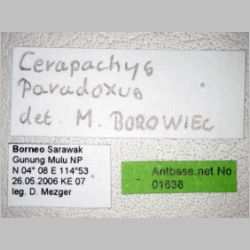 Cerapachys
Paradoxus
det. M. BOROWIEC
Borneo Sarawak
Gunung Mulu NP
N 04° 08 E 114°53
26.05.2006 KE 07
leg. D. Mezger
Antbase.net No
01638